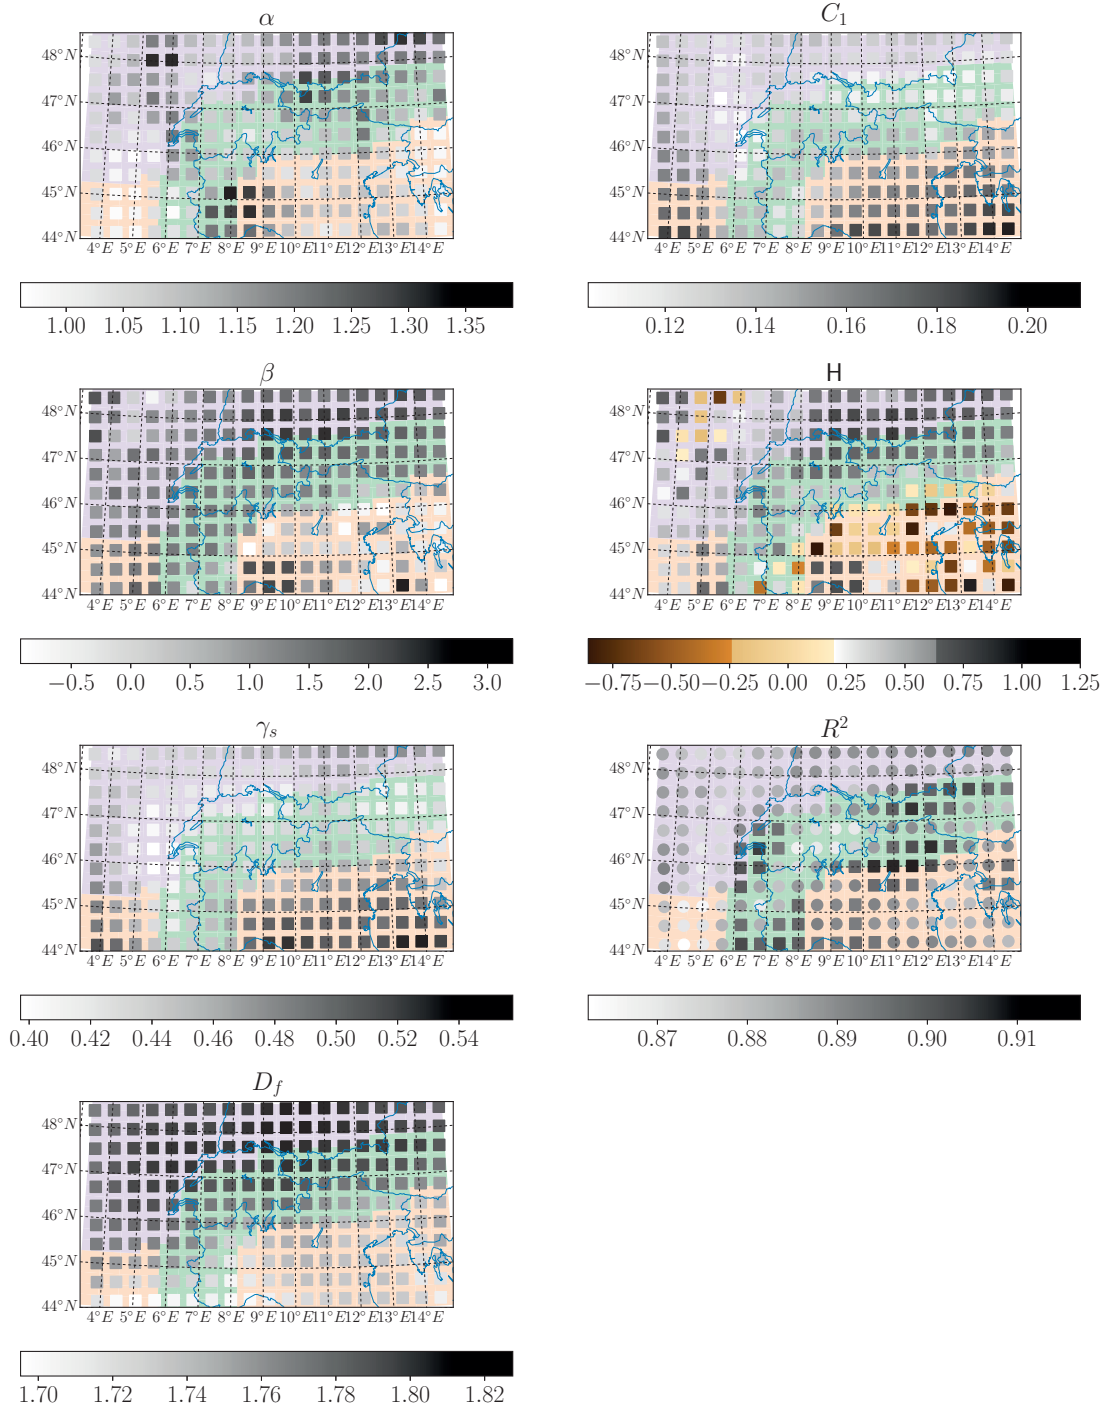 α
48°N
47°N
46°N
45°N
44°N
4°E 5°E 6°E 7°E 8°E 9°E 10°E 11°E 12°E 13°E 14°E
1.00 1.05 1.10 1.15 1.20 1.25 1.30 1.35
C₁
48°N
47°N
46°N
45°N
44°N
4°E 5°E 6°E 7°E 8°E 9°E 10°E 11°E 12°E 13°E 14°E
0.12 0.14 0.16 0.18 0.20
β
48°N
47°N
46°N
45°N
44°N
4°E 5°E 6°E 7°E 8°E 9°E 10°E 11°E 12°E 13°E 14°E
−0.5 0.0 0.5 1.0 1.5 2.0 2.5 3.0
H
48°N
47°N
46°N
45°N
44°N
4°E 5°E 6°E 7°E 8°E 9°E 10°E 11°E 12°E 13°E 14°E
−0.75 −0.50 −0.25 0.00 0.25 0.50 0.75 1.00 1.25
γₛ
48°N
47°N
46°N
45°N
44°N
4°E 5°E 6°E 7°E 8°E 9°E 10°E 11°E 12°E 13°E 14°E
0.40 0.42 0.44 0.46 0.48 0.50 0.52 0.54
R²
48°N
47°N
46°N
45°N
44°N
4°E 5°E 6°E 7°E 8°E 9°E 10°E 11°E 12°E 13°E 14°E
0.87 0.88 0.89 0.90 0.91
D_f
48°N
47°N
46°N
45°N
44°N
4°E 5°E 6°E 7°E 8°E 9°E 10°E 11°E 12°E 13°E 14°E
1.70 1.72 1.74 1.76 1.78 1.80 1.82